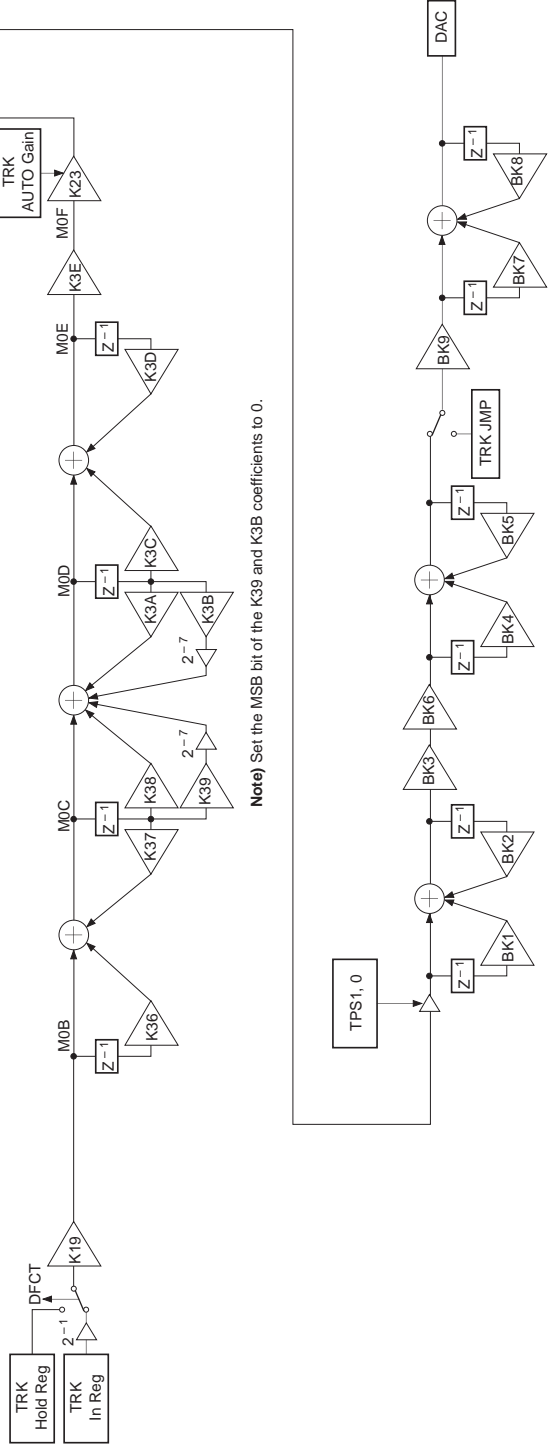 TRK
Hold Reg
TRK
In Reg
2⁻¹
DFCT
K19
M0B
Z⁻¹
K36
K37
M0C
Z⁻¹
K38
K39
2⁻⁷
2⁻⁷
K3A
K3B
M0D
Z⁻¹
K3C
K3D
M0E
Z⁻¹
K3E
M0F
K23
TRK
AUTO Gain
Note) Set the MSB bit of the K39 and K3B coefficients to 0.
TPS1, 0
Z⁻¹
BK1
BK2
Z⁻¹
BK3
BK6
Z⁻¹
BK4
BK5
Z⁻¹
TRK JMP
BK9
Z⁻¹
BK7
BK8
Z⁻¹
DAC